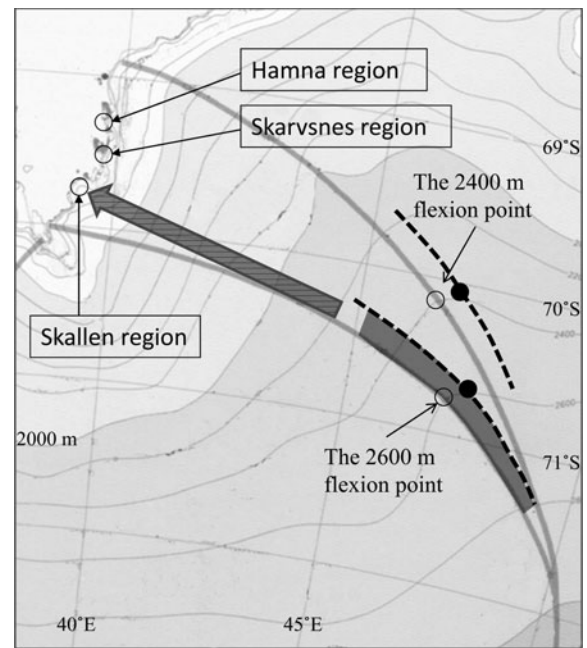 Hamna region
Skarvsnes region
69°S
The 2400 m
flexion point
70°S
Skallen region
2400
2600
2000 m
The 2600 m
flexion point
71°S
40°E
45°E